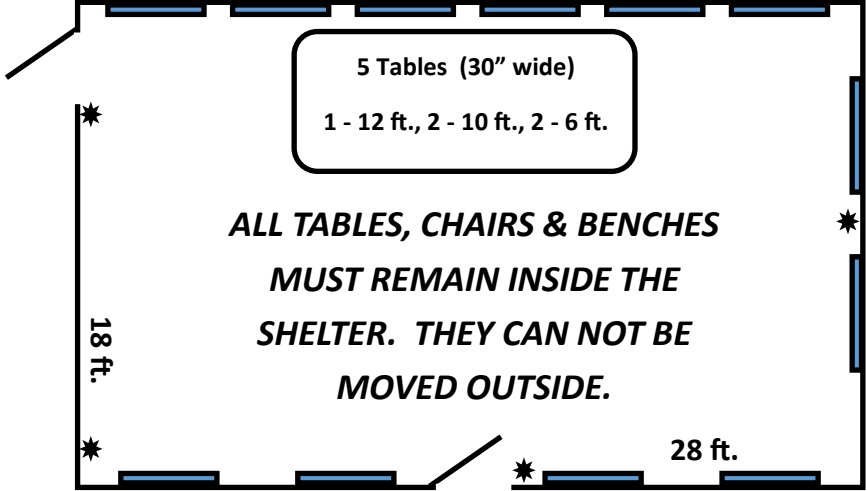 5 Tables (30” wide)
1 - 12 ft., 2 - 10 ft., 2 - 6 ft.
ALL TABLES, CHAIRS & BENCHES
MUST REMAIN INSIDE THE
SHELTER. THEY CAN NOT BE
MOVED OUTSIDE.
18 ft.
28 ft.